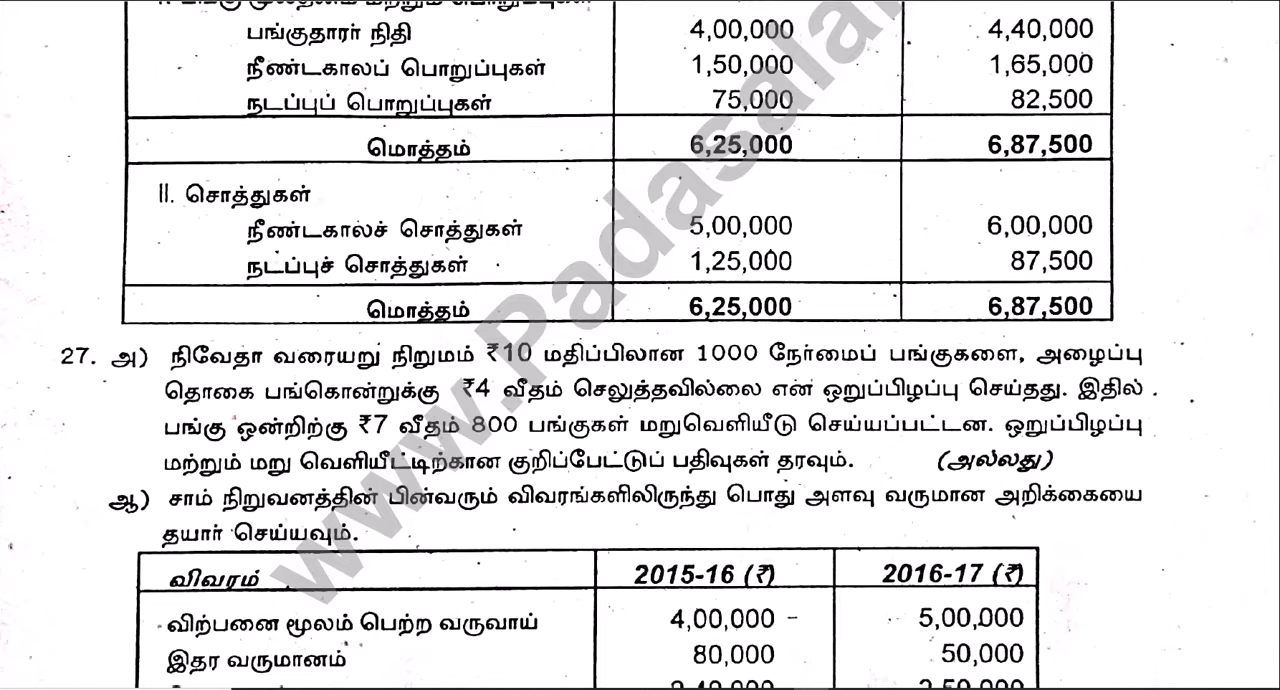 பங்குதாரர் நிதி 4,00,000 4,40,000
நீண்டகாலப் பொறுப்புகள் 1,50,000 1,65,000
நடப்புப் பொறுப்புகள் 75,000 82,500
மொத்தம் 6,25,000 6,87,500
II. சொத்துகள்
நீண்டகாலச் சொத்துகள் 5,00,000 6,00,000
நடப்புச் சொத்துகள் 1,25,000 87,500
மொத்தம் 6,25,000 6,87,500
27. அ) நிவேதா வரையறு நிறுமம் ₹10 மதிப்பிலான 1000 நேர்மைப் பங்குகளை, அழைப்பு
தொகை பங்கொன்றுக்கு ₹4 வீதம் செலுத்தவில்லை என ஒறுப்பிழப்பு செய்தது. இதில்
பங்கு ஒன்றிற்கு ₹7 வீதம் 800 பங்குகள் மறுவெளியீடு செய்யப்பட்டன. ஒறுப்பிழப்பு
மற்றும் மறு வெளியீட்டிற்கான குறிப்பேட்டுப் பதிவுகள் தரவும். (அல்லது)
ஆ) சாம் நிறுவனத்தின் பின்வரும் விவரங்களிலிருந்து பொது அளவு வருமான அறிக்கையை
தயார் செய்யவும்.
விவரம் 2015-16 (₹) 2016-17 (₹)
விற்பனை மூலம் பெற்ற வருவாய் 4,00,000 5,00,000
இதர வருமானம் 80,000 50,000
www.Padasalai